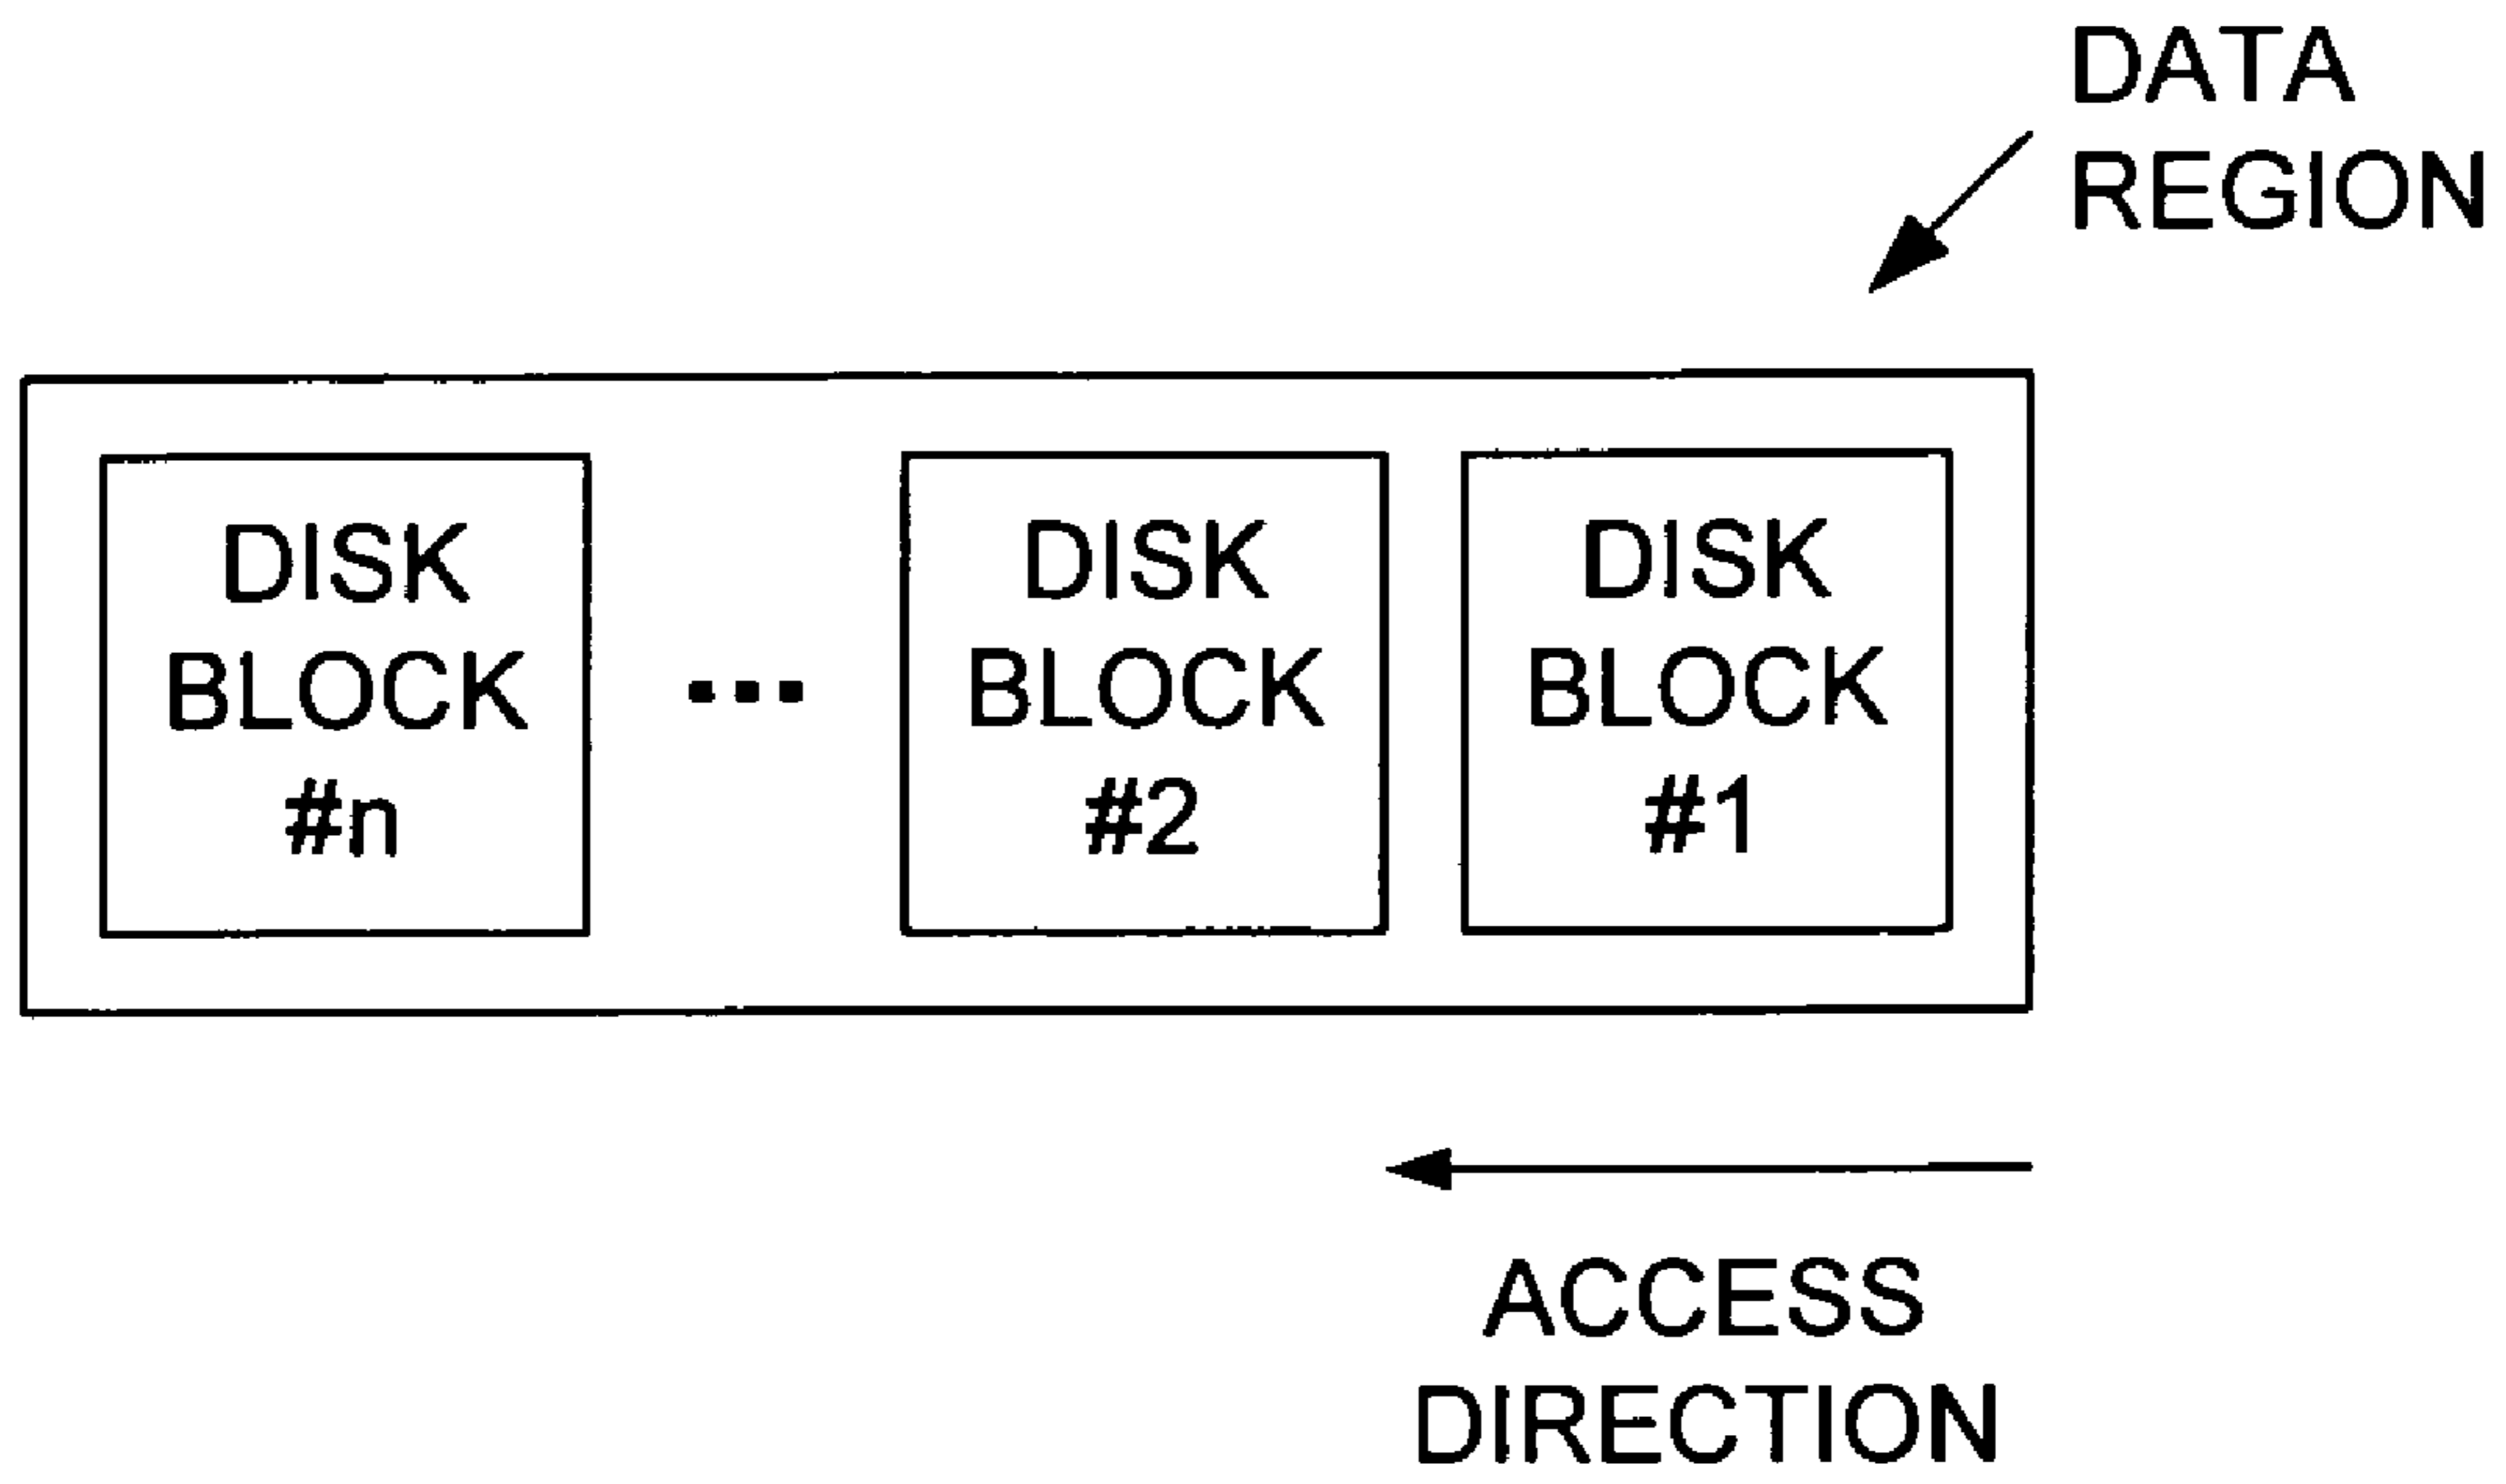 DATA
REGION
DISK
BLOCK
#n
...
DISK
BLOCK
#2
DISK
BLOCK
#1
ACCESS
DIRECTION